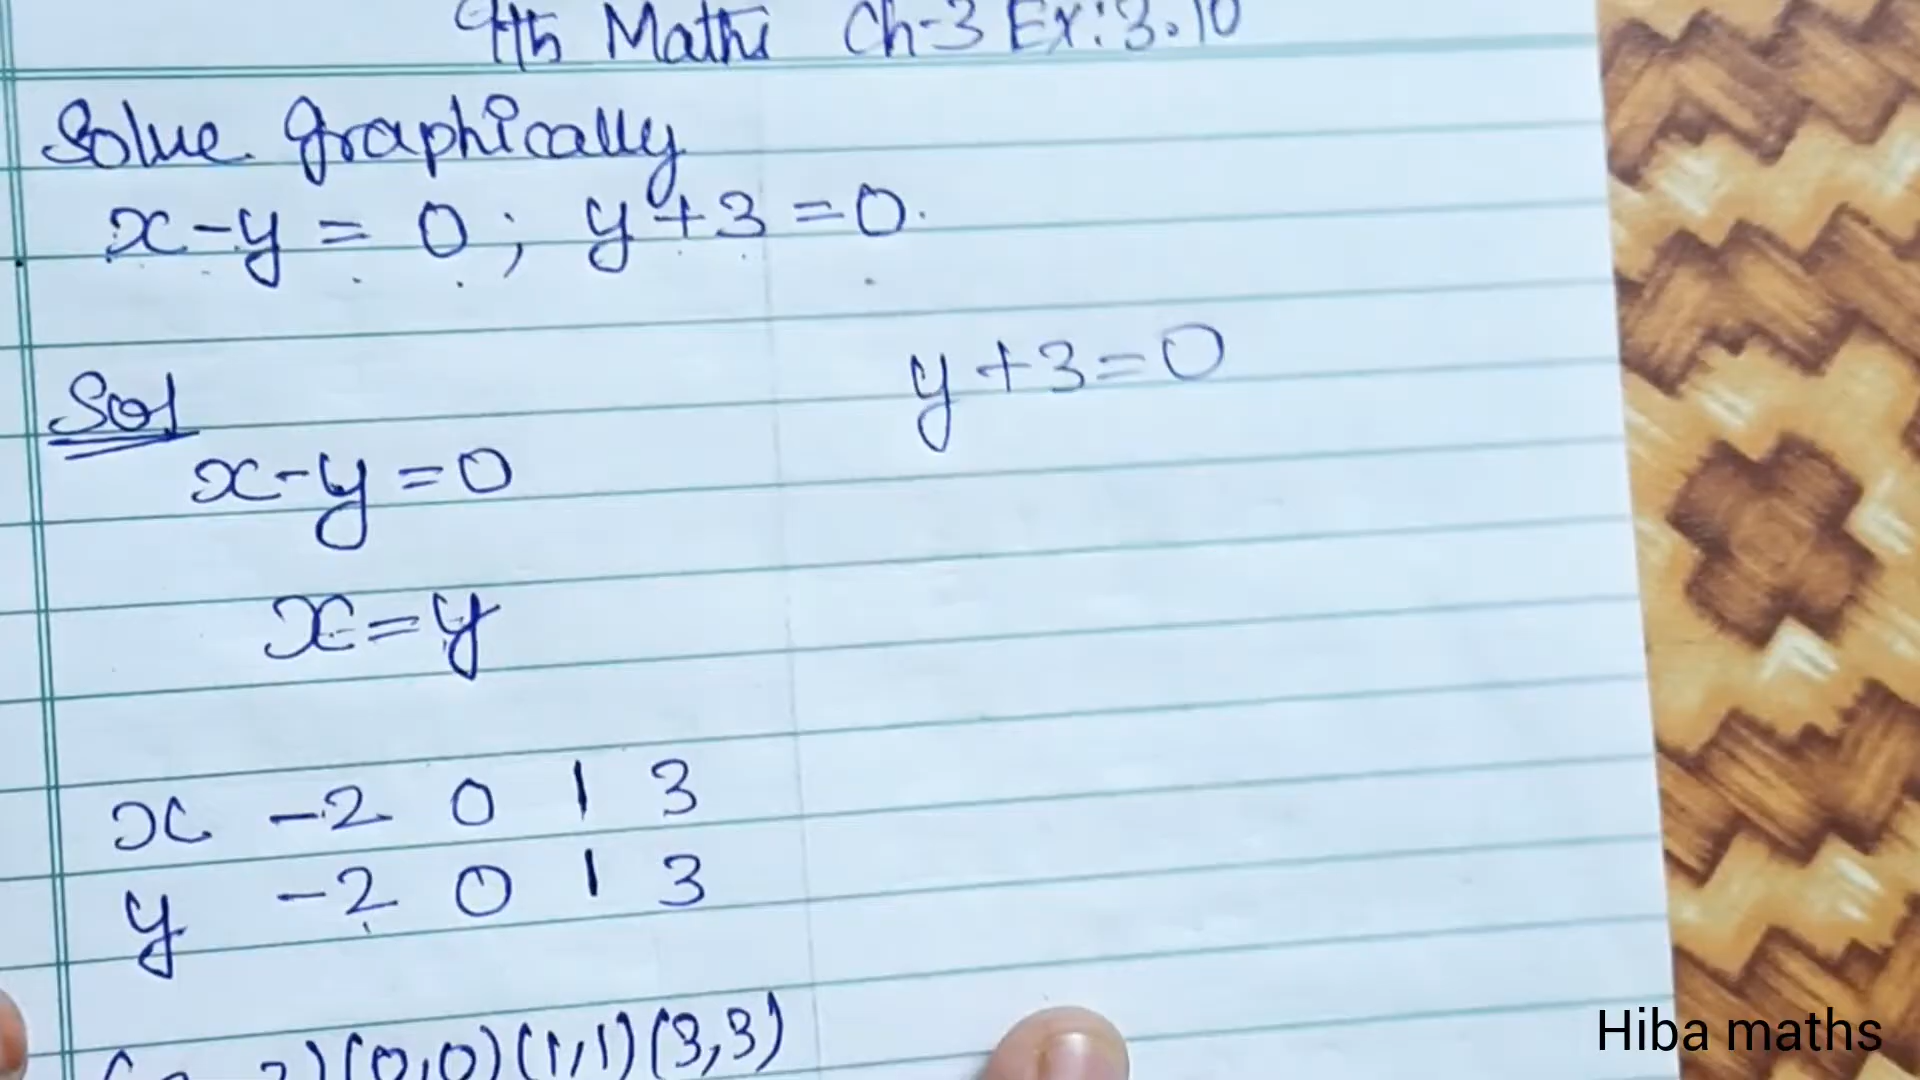 9th Maths Ch-3 Ex:3.10
Solve graphically
x-y = 0; y+3=0.
Sol
x-y=0
x=y
x -2 0 1 3
y -2 0 1 3
(0,0)(1,1)(3,3)
y+3=0
Hiba maths